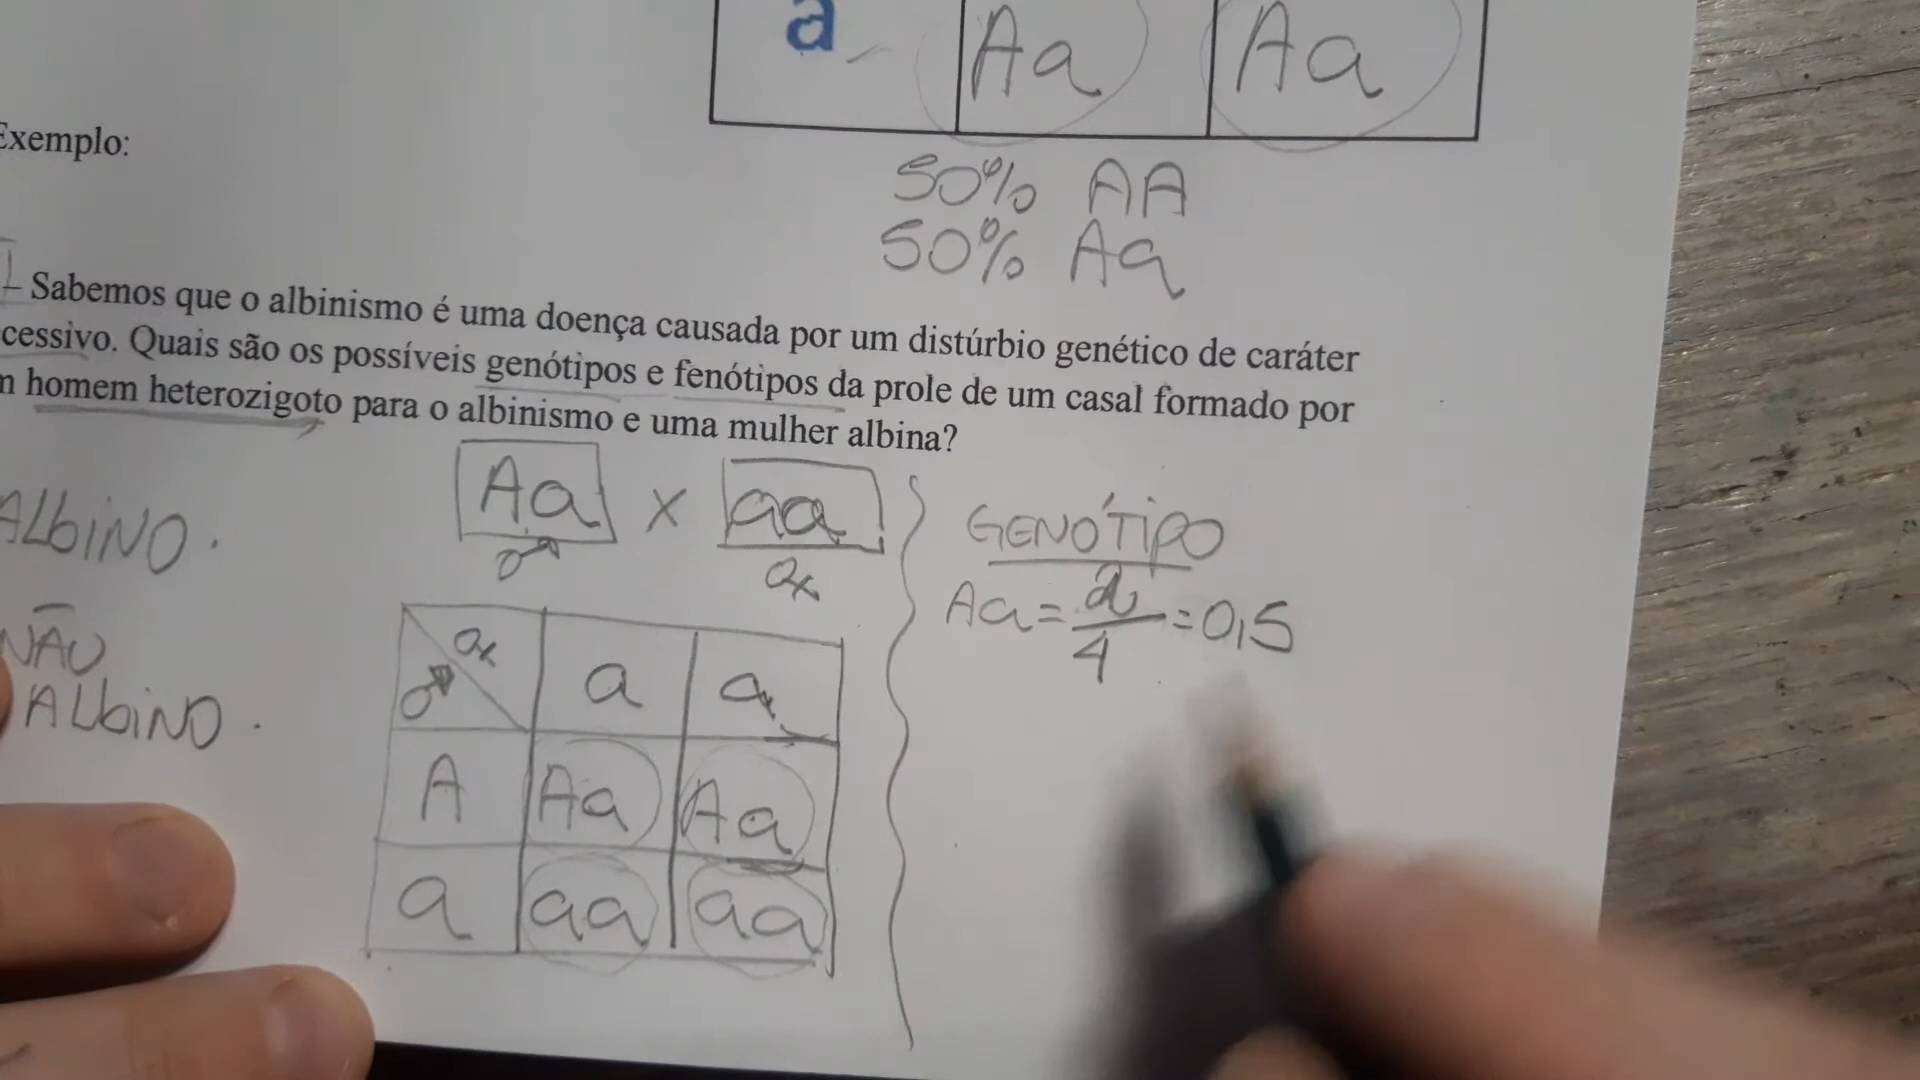 a Aa Aa
Exemplo:
50% AA
50% Aa
– Sabemos que o albinismo é uma doença causada por um distúrbio genético de caráter
cessivo. Quais são os possíveis genótipos e fenótipos da prole de um casal formado por
m homem heterozigoto para o albinismo e uma mulher albina?
Aa x aa
♂ ♀
ALBINO.
NÃO
ALBINO.
♀ ♂ a a
A Aa Aa
a aa aa
GENÓTIPO
Aa = 2/4 = 0,5